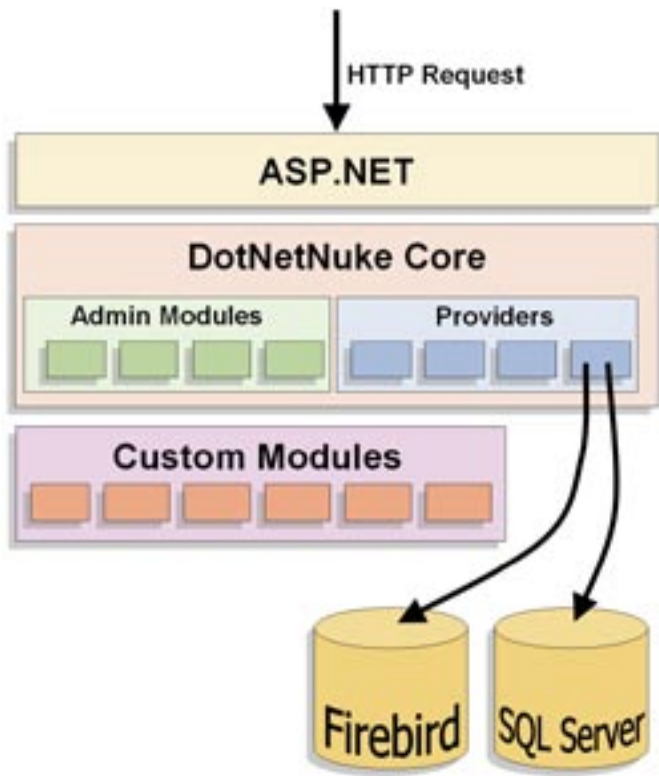 HTTP Request
ASP.NET
DotNetNuke Core
Admin Modules
Providers
Custom Modules
Firebird
SQL Server